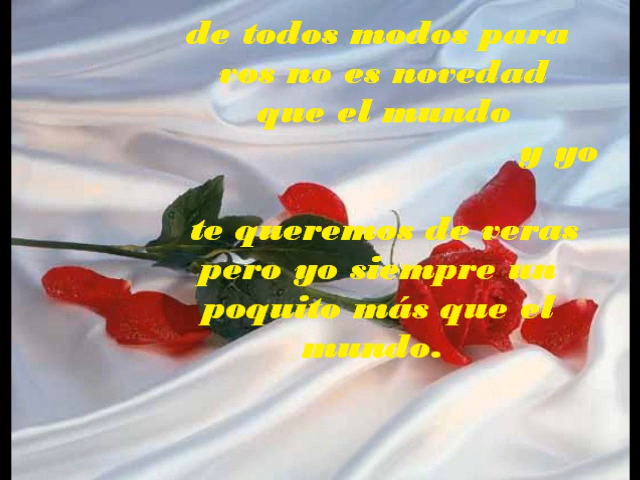 de todos modos para
vos no es novedad
que el mundo
y yo
te queremos de veras
pero yo siempre un
poquito más que el
mundo.